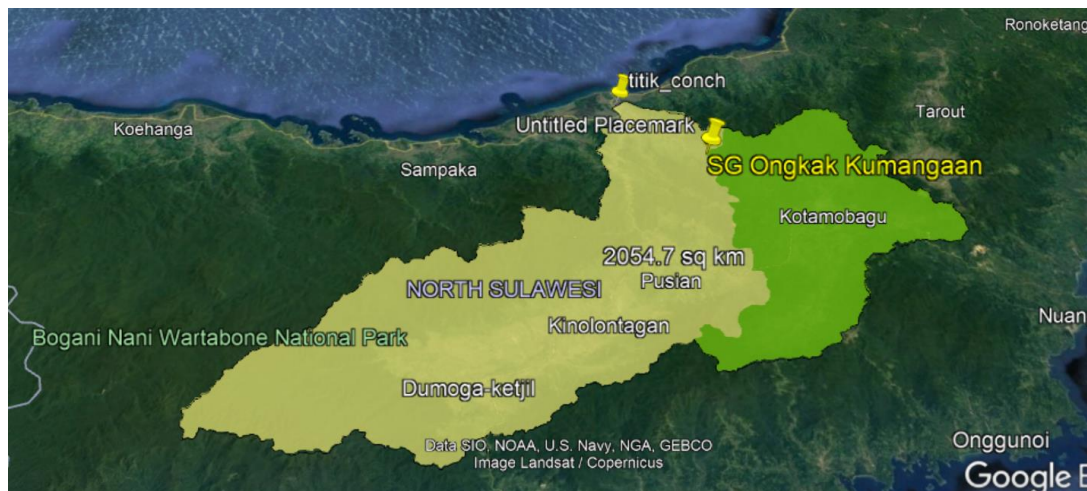 Ronoketang
titik_conch
Koehanga
Untitled Placemark
Tarout
Sampaka
SG Ongkak Kumangaan
Kotamobagu
2054.7 sq km
Pusian
NORTH SULAWESI
Nuan
Kinolontagan
Bogani Nani Wartabone National Park
Dumoga-ketjil
Data SIO, NOAA, U.S. Navy, NGA, GEBCO
Onggunoi
Image Landsat / Copernicus
Google E